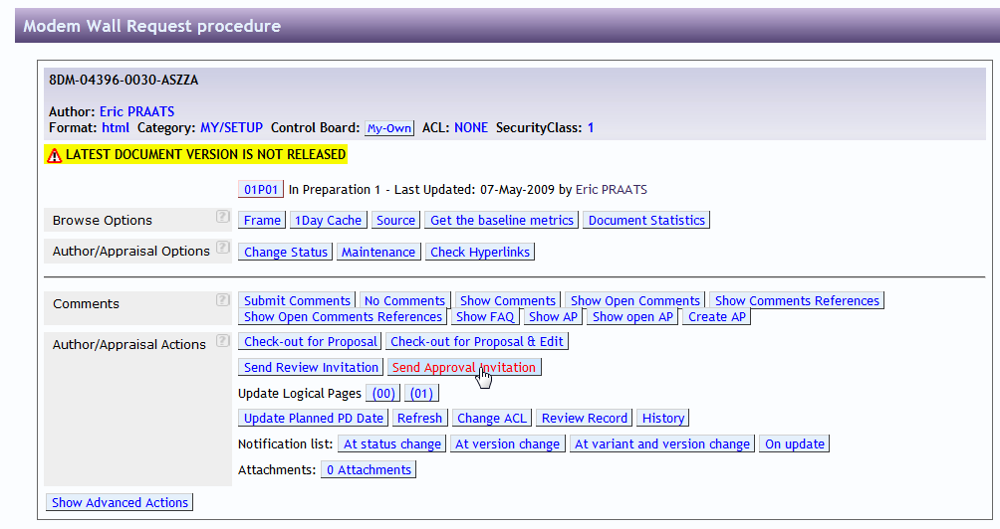 Modem Wall Request procedure
8DM-04396-0030-ASZZA
Author: Eric PRAATS
Format: html Category: MY/SETUP Control Board: My-Own ACL: NONE SecurityClass: 1
LATEST DOCUMENT VERSION IS NOT RELEASED
01P01 In Preparation 1 - Last Updated: 07-May-2009 by Eric PRAATS
Browse Options ? Frame 1Day Cache Source Get the baseline metrics Document Statistics
Author/Appraisal Options ? Change Status Maintenance Check Hyperlinks
Comments ? Submit Comments No Comments Show Comments Show Open Comments Show Comments References
Show Open Comments References Show FAQ Show AP Show open AP Create AP
Author/Appraisal Actions ? Check-out for Proposal Check-out for Proposal & Edit
Send Review Invitation Send Approval Invitation
Update Logical Pages (00) (01)
Update Planned PD Date Refresh Change ACL Review Record History
Notification list: At status change At version change At variant and version change On update
Attachments: 0 Attachments
Show Advanced Actions